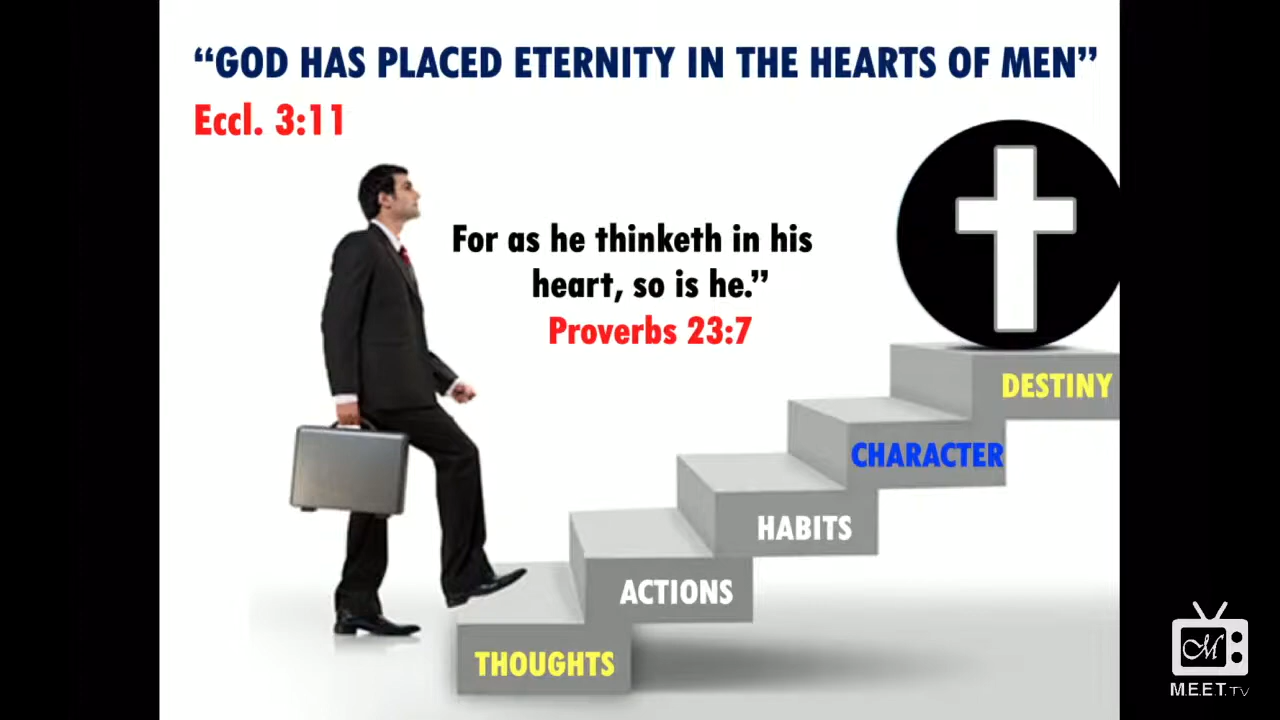 “GOD HAS PLACED ETERNITY IN THE HEARTS OF MEN”
Eccl. 3:11
For as he thinketh in his
heart, so is he.”
Proverbs 23:7
DESTINY
CHARACTER
HABITS
ACTIONS
THOUGHTS
M
M.E.E.T.TV